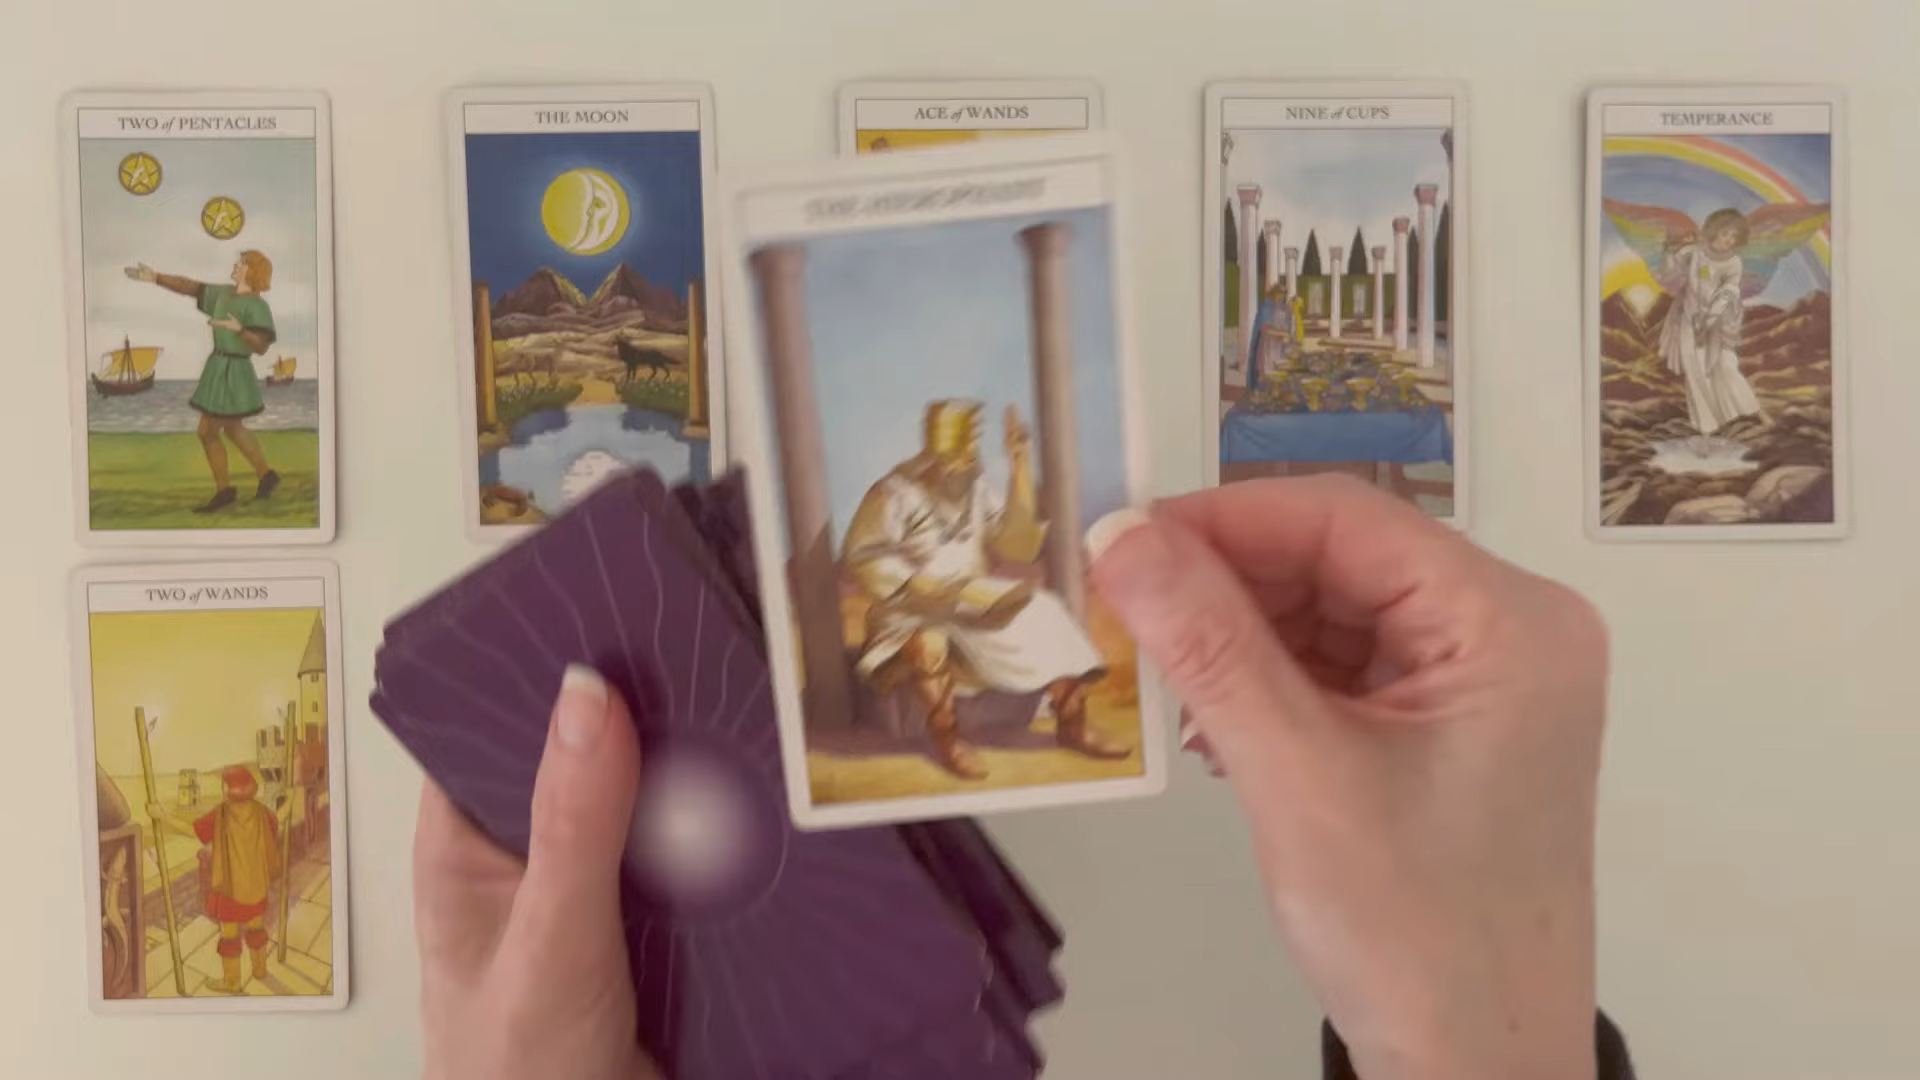 TWO of PENTACLES
THE MOON
ACE of WANDS
NINE of CUPS
TEMPERANCE
TWO of WANDS